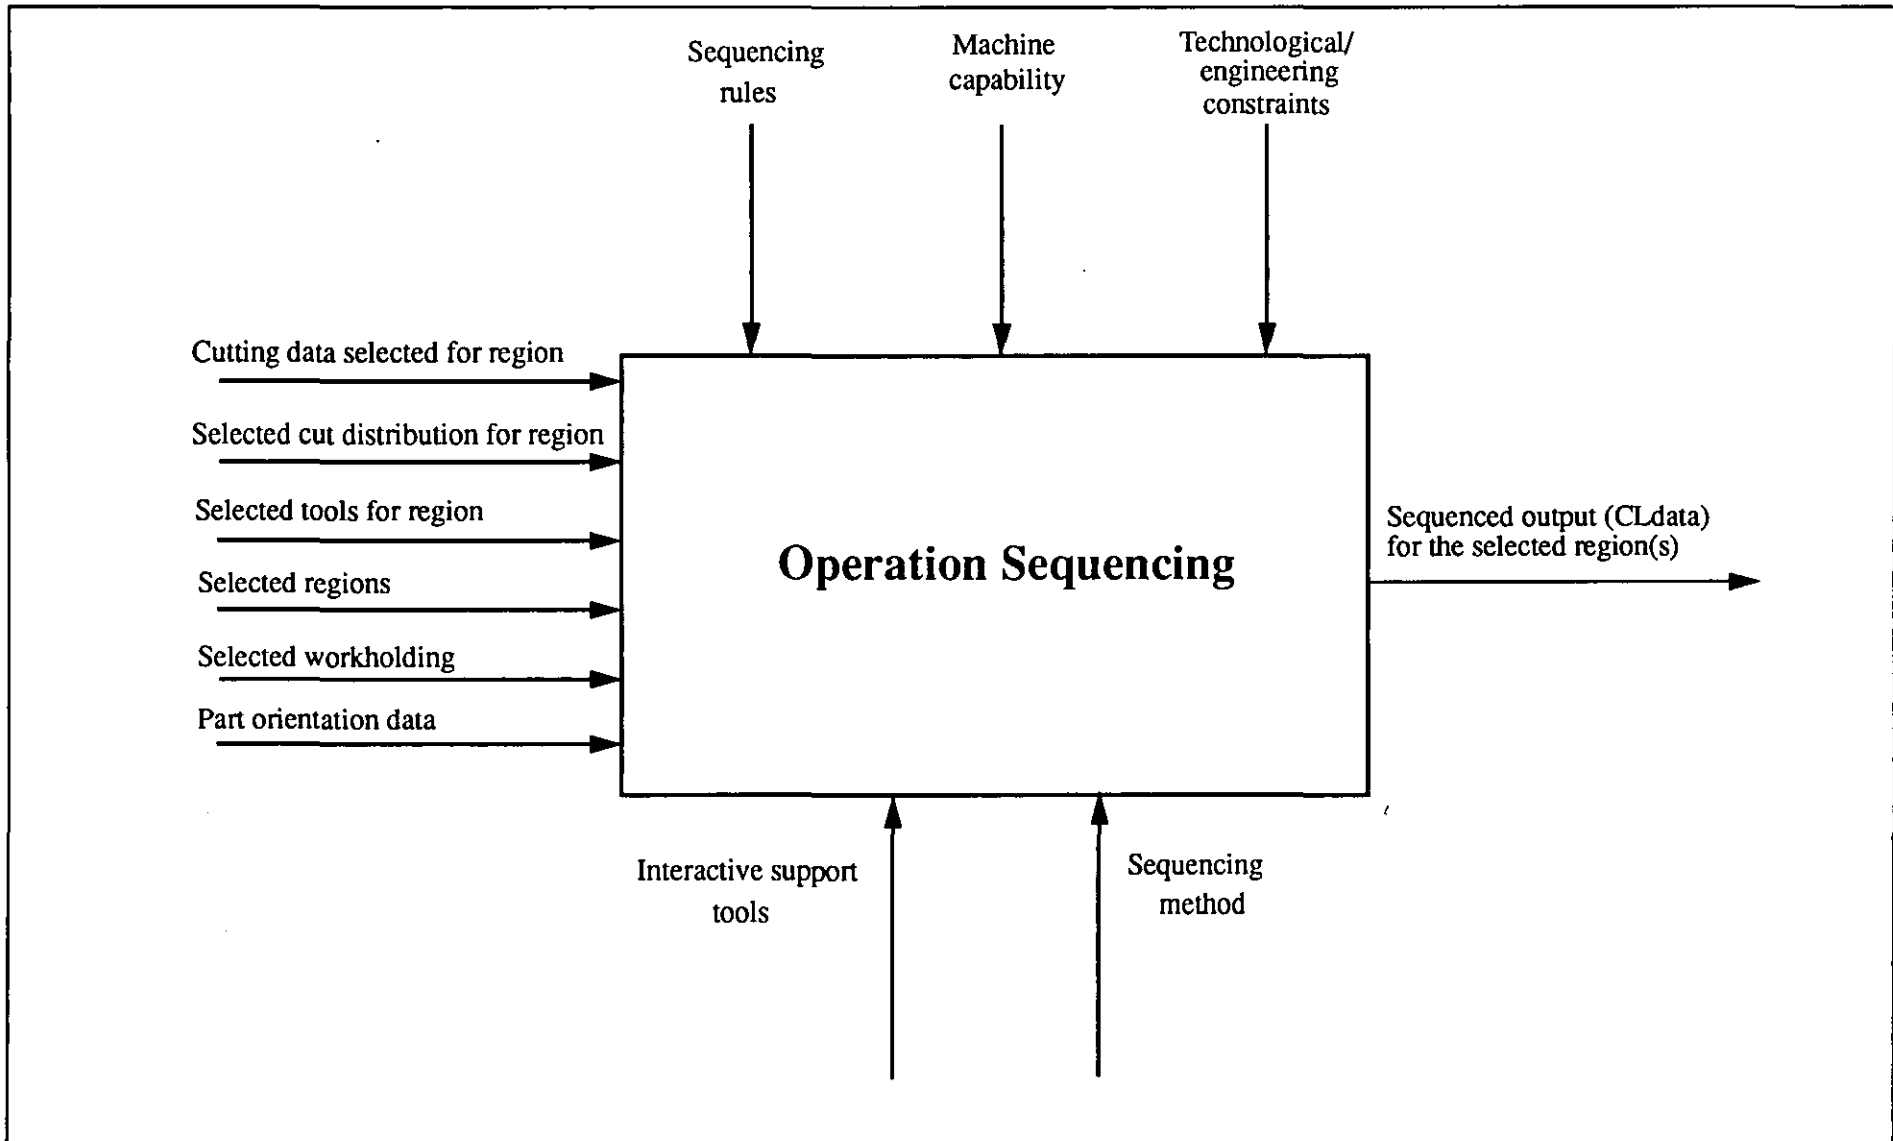 Sequencing
rules
Machine
capability
Technological/
engineering
constraints
Cutting data selected for region
Selected cut distribution for region
Selected tools for region
Selected regions
Selected workholding
Part orientation data
Operation Sequencing
Sequenced output (CLdata)
for the selected region(s)
Interactive support
tools
Sequencing
method